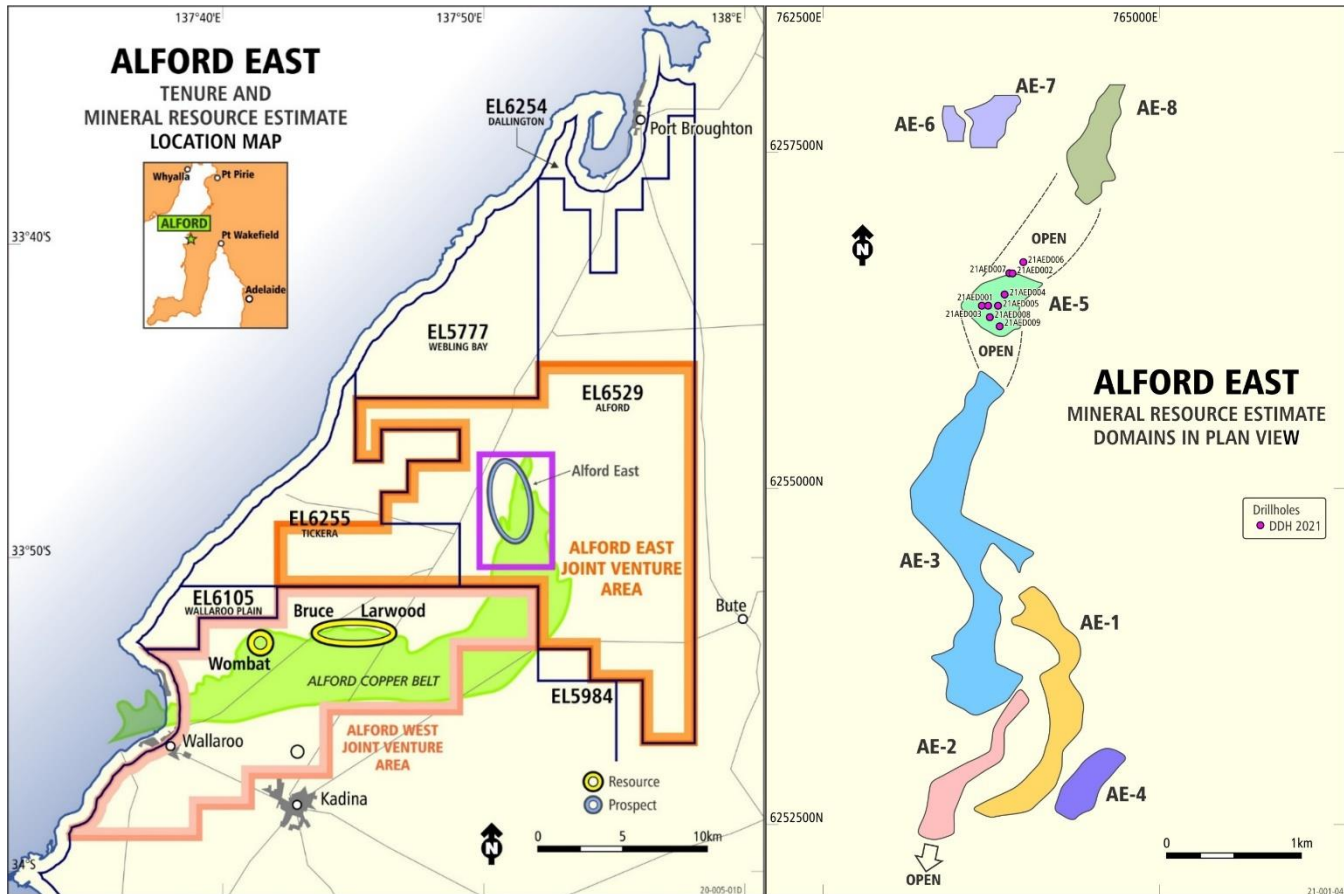 137°40'E
137°50'E
138°E
ALFORD EAST
TENURE AND
MINERAL RESOURCE ESTIMATE
LOCATION MAP
Whyalla
Pt Pirie
ALFORD
Pt Wakefield
Adelaide
33°40'S
33°50'S
34°S
EL6254
DALLINGTON
Port Broughton
EL5777
WEBLING BAY
EL6529
ALFORD
Alford East
EL6255
TICKERA
ALFORD EAST
JOINT VENTURE
AREA
EL6105
WALLAROO PLAIN
Bruce
Larwood
Bute
Wombat
ALFORD COPPER BELT
EL5984
ALFORD WEST
JOINT VENTURE
AREA
Wallaroo
Kadina
Resource
Prospect
N
0
5
10km
20-005-01D
762500E
765000E
AE-7
AE-6
AE-8
6257500N
N
OPEN
21AED006
21AED007
21AED002
21AED004
21AED001
21AED005
AE-5
21AED003
21AED008
21AED009
OPEN
ALFORD EAST
MINERAL RESOURCE ESTIMATE
DOMAINS IN PLAN VIEW
6255000N
Drillholes
DDH 2021
AE-3
AE-1
AE-2
AE-4
6252500N
OPEN
0
1km
21-001-04